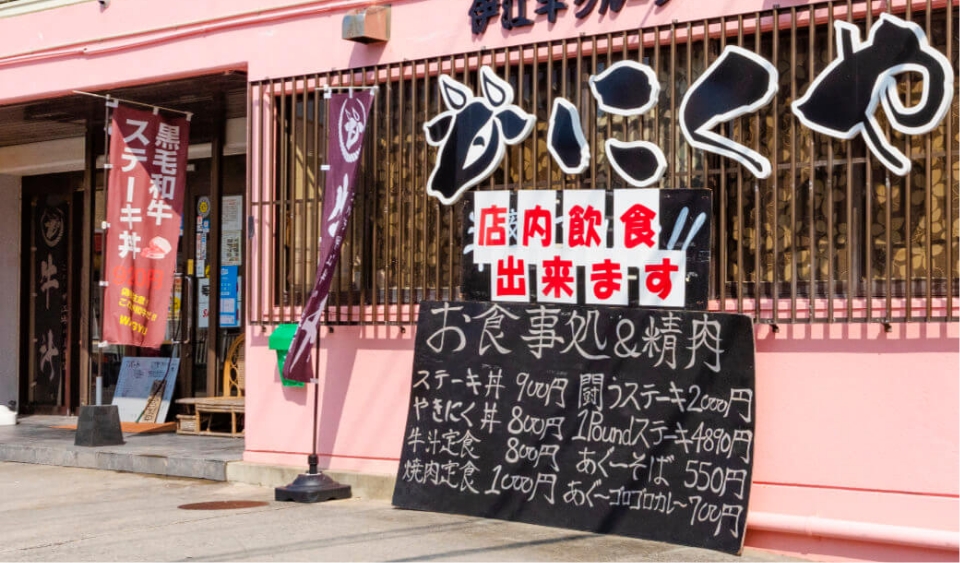 伊江牛グループ
かにくや
黒毛和牛
ステーキ丼
牛汁
店内飲食
出来ます!!
お食事処&精肉
ステーキ丼 900円
やきにく丼 800円
牛汁定食 800円
焼肉定食 1000円
闘うステーキ2000円
1Poundステーキ4890円
あぐーそば 550円
あぐ〜ゴロゴロカレ〜700円